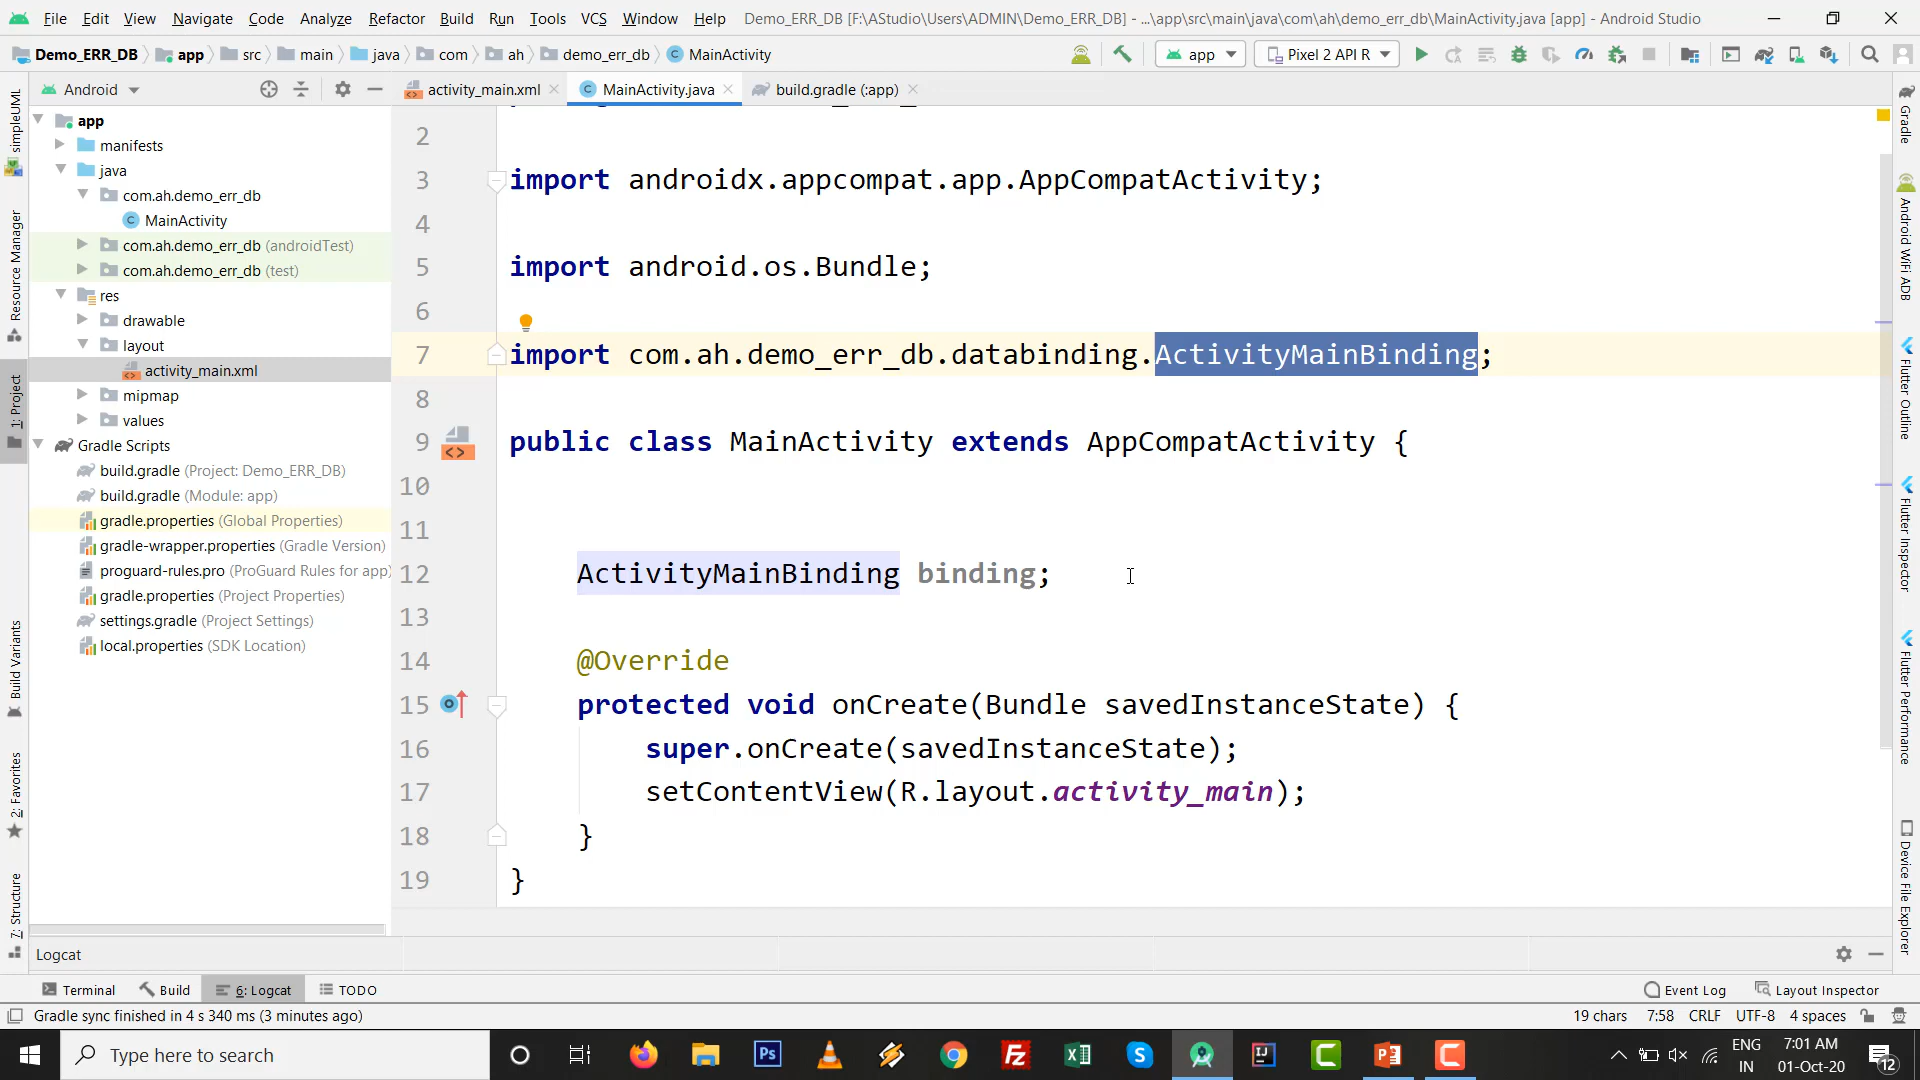 File Edit View Navigate Code Analyze Refactor Build Run Tools VCS Window Help Demo_ERR_DB [F:\AStudio\Users\ADMIN\Demo_ERR_DB] - ...\app\src\main\java\com\ah\demo_err_db\MainActivity.java [app] - Android Studio
Demo_ERR_DB app src main java com ah demo_err_db MainActivity app Pixel 2 API R
Android activity_main.xml MainActivity.java build.gradle (:app)
app
manifests
java
com.ah.demo_err_db
MainActivity
com.ah.demo_err_db (androidTest)
com.ah.demo_err_db (test)
res
drawable
layout
activity_main.xml
mipmap
values
Gradle Scripts
build.gradle (Project: Demo_ERR_DB)
build.gradle (Module: app)
gradle.properties (Global Properties)
gradle-wrapper.properties (Gradle Version)
proguard-rules.pro (ProGuard Rules for app)
gradle.properties (Project Properties)
settings.gradle (Project Settings)
local.properties (SDK Location)
simpleUML
Resource Manager
1: Project
Build Variants
2: Favorites
7: Structure
2
3 import androidx.appcompat.app.AppCompatActivity;
4
5 import android.os.Bundle;
6
7 import com.ah.demo_err_db.databinding.ActivityMainBinding;
8
9 public class MainActivity extends AppCompatActivity {
10
11
12 ActivityMainBinding binding;
13
14 @Override
15 protected void onCreate(Bundle savedInstanceState) {
16 super.onCreate(savedInstanceState);
17 setContentView(R.layout.activity_main);
18 }
19 }
Gradle
Android WiFi ADB
Flutter Outline
Flutter Inspector
Flutter Performance
Device File Explorer
Logcat
Terminal Build 6: Logcat TODO Event Log Layout Inspector
Gradle sync finished in 4 s 340 ms (3 minutes ago) 19 chars 7:58 CRLF UTF-8 4 spaces
Type here to search ENG 7:01 AM
IN 01-Oct-20 12